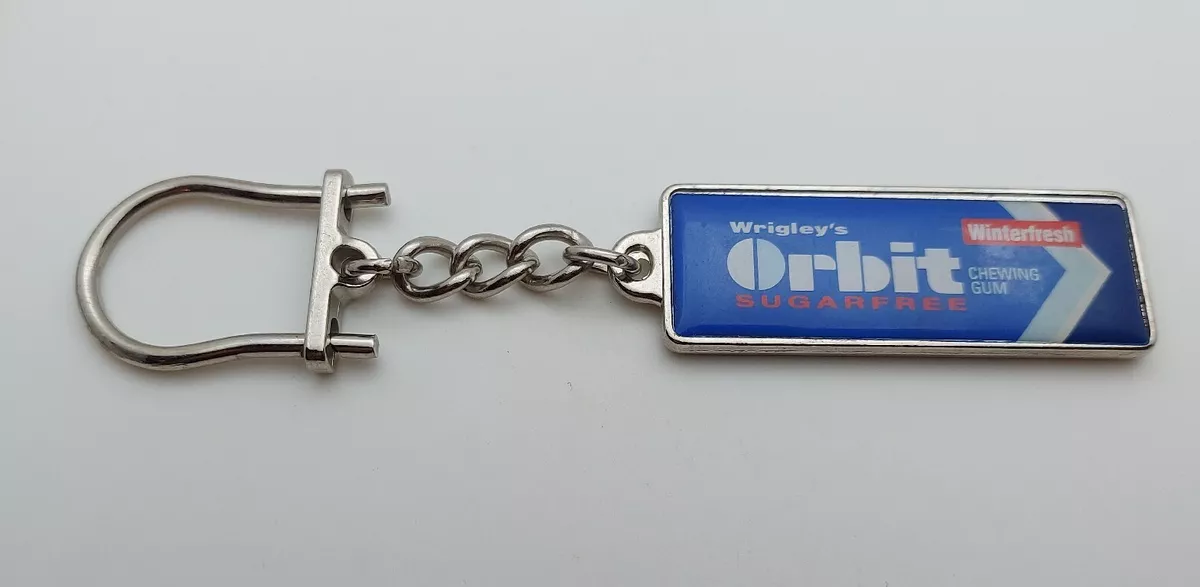 Wrigley's
Orbit
SUGARFREE
Winterfresh
CHEWING
GUM